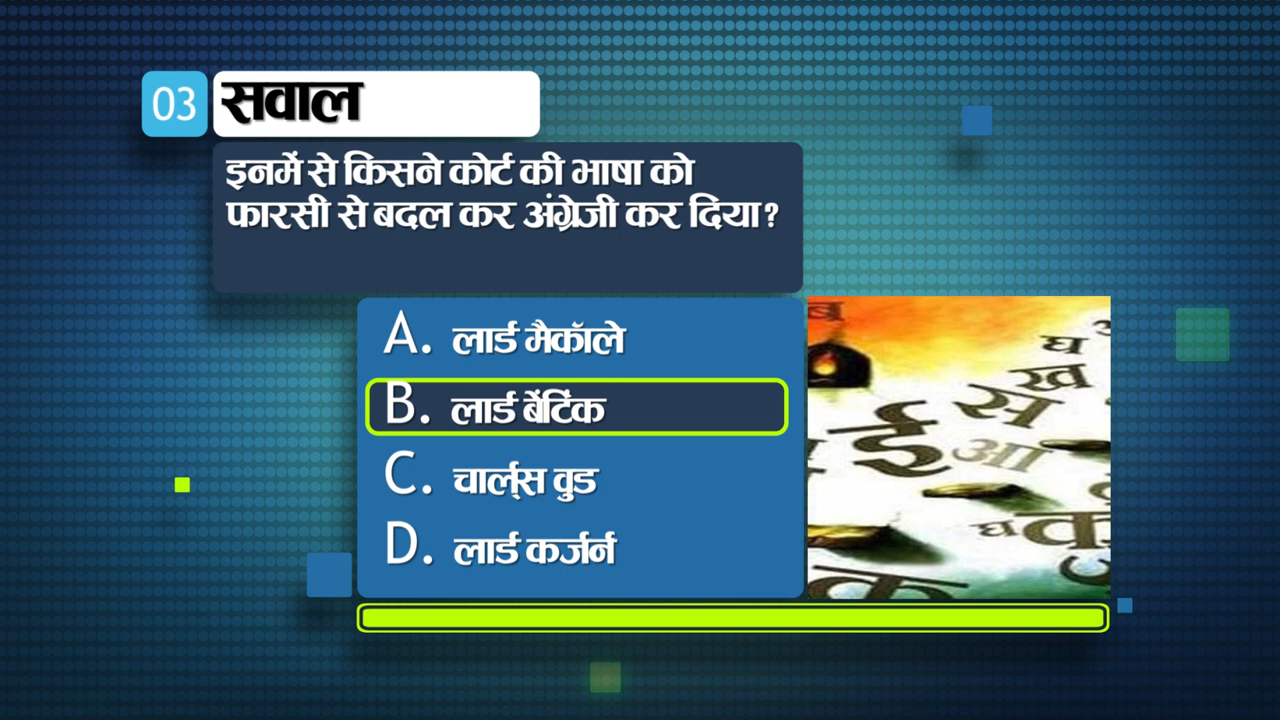 03 सवाल
इनमें से किसने कोर्ट की भाषा को
फारसी से बदल कर अंग्रेजी कर दिया?
A. लार्ड मैकॉले
B. लार्ड बेंटिंक
C. चार्ल्स वुड
D. लार्ड कर्जन
ब
घ
ख
स
ई
आ
घ
क
क